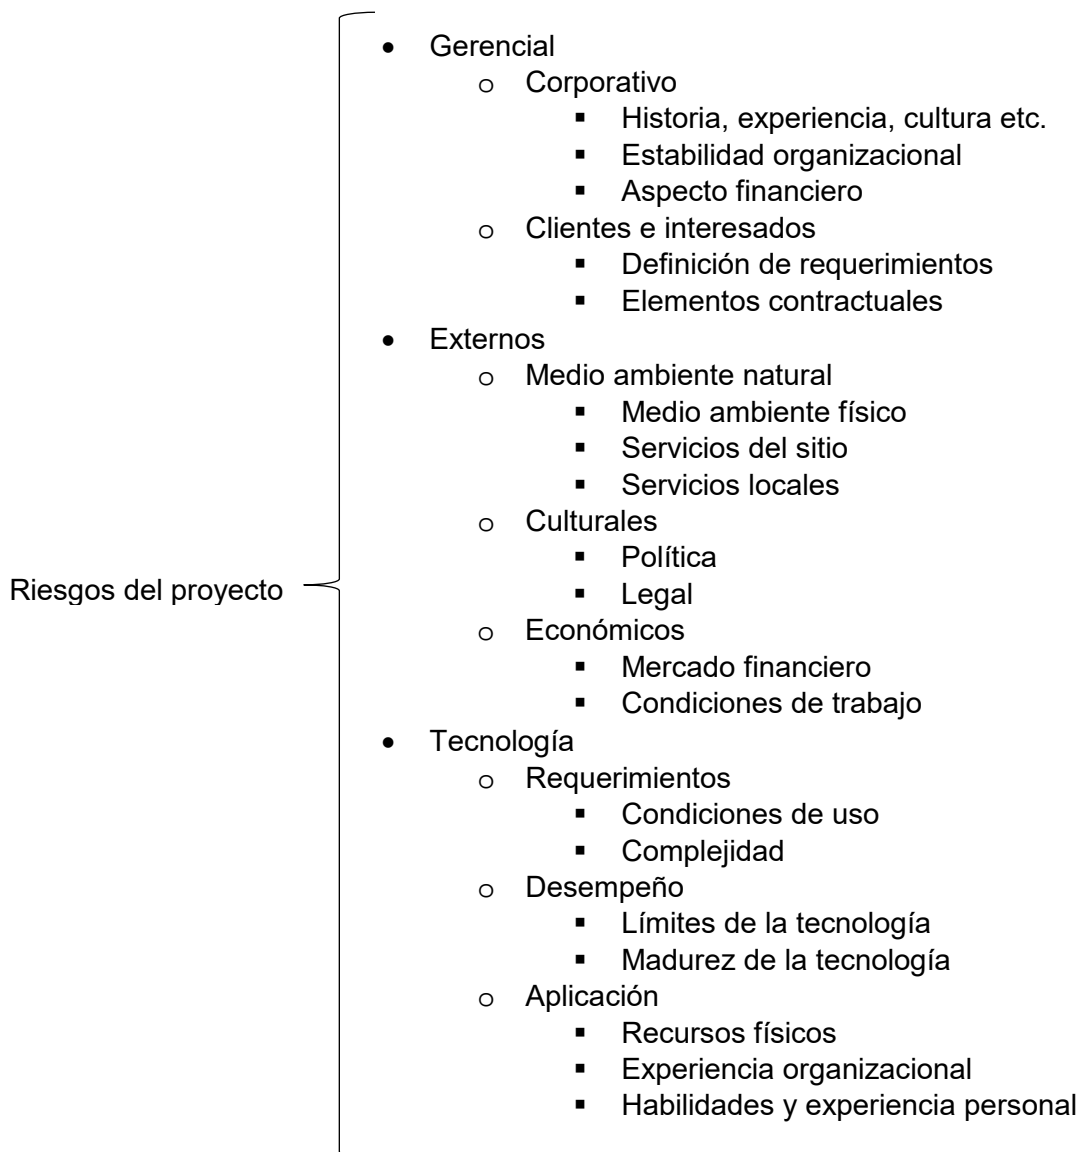 • Gerencial
o Corporativo
▪ Historia, experiencia, cultura etc.
▪ Estabilidad organizacional
▪ Aspecto financiero
o Clientes e interesados
▪ Definición de requerimientos
▪ Elementos contractuales
• Externos
o Medio ambiente natural
▪ Medio ambiente físico
▪ Servicios del sitio
▪ Servicios locales
o Culturales
▪ Política
▪ Legal
Riesgos del proyecto
o Económicos
▪ Mercado financiero
▪ Condiciones de trabajo
• Tecnología
o Requerimientos
▪ Condiciones de uso
▪ Complejidad
o Desempeño
▪ Límites de la tecnología
▪ Madurez de la tecnología
o Aplicación
▪ Recursos físicos
▪ Experiencia organizacional
▪ Habilidades y experiencia personal